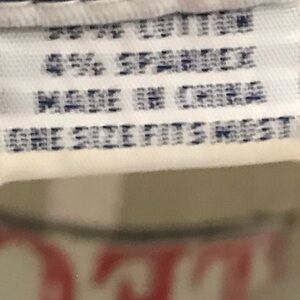 COTTON
4% SPANDEX
MADE IN CHINA
ONE SIZE FITS MOST